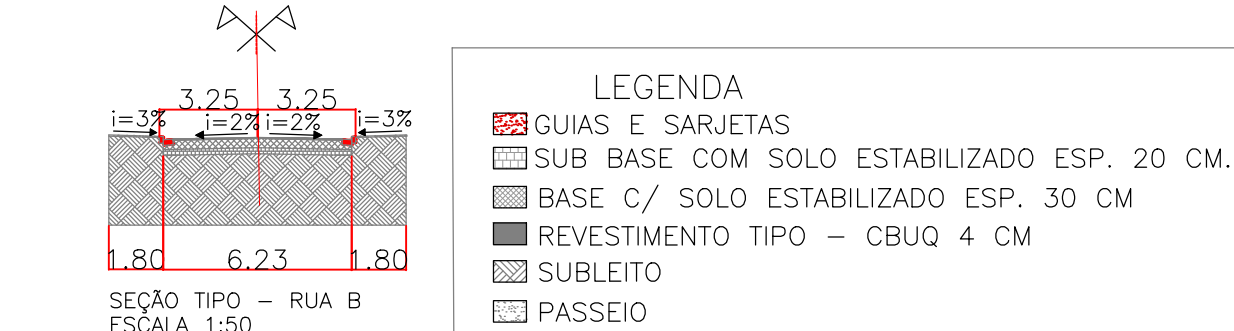 3.25 3.25
i=3% i=2% i=2% i=3%
1.80 6.23 1.80
SEÇÃO TIPO – RUA B
ESCALA 1:50
LEGENDA
GUIAS E SARJETAS
SUB BASE COM SOLO ESTABILIZADO ESP. 20 CM.
BASE C/ SOLO ESTABILIZADO ESP. 30 CM
REVESTIMENTO TIPO – CBUQ 4 CM
SUBLEITO
PASSEIO